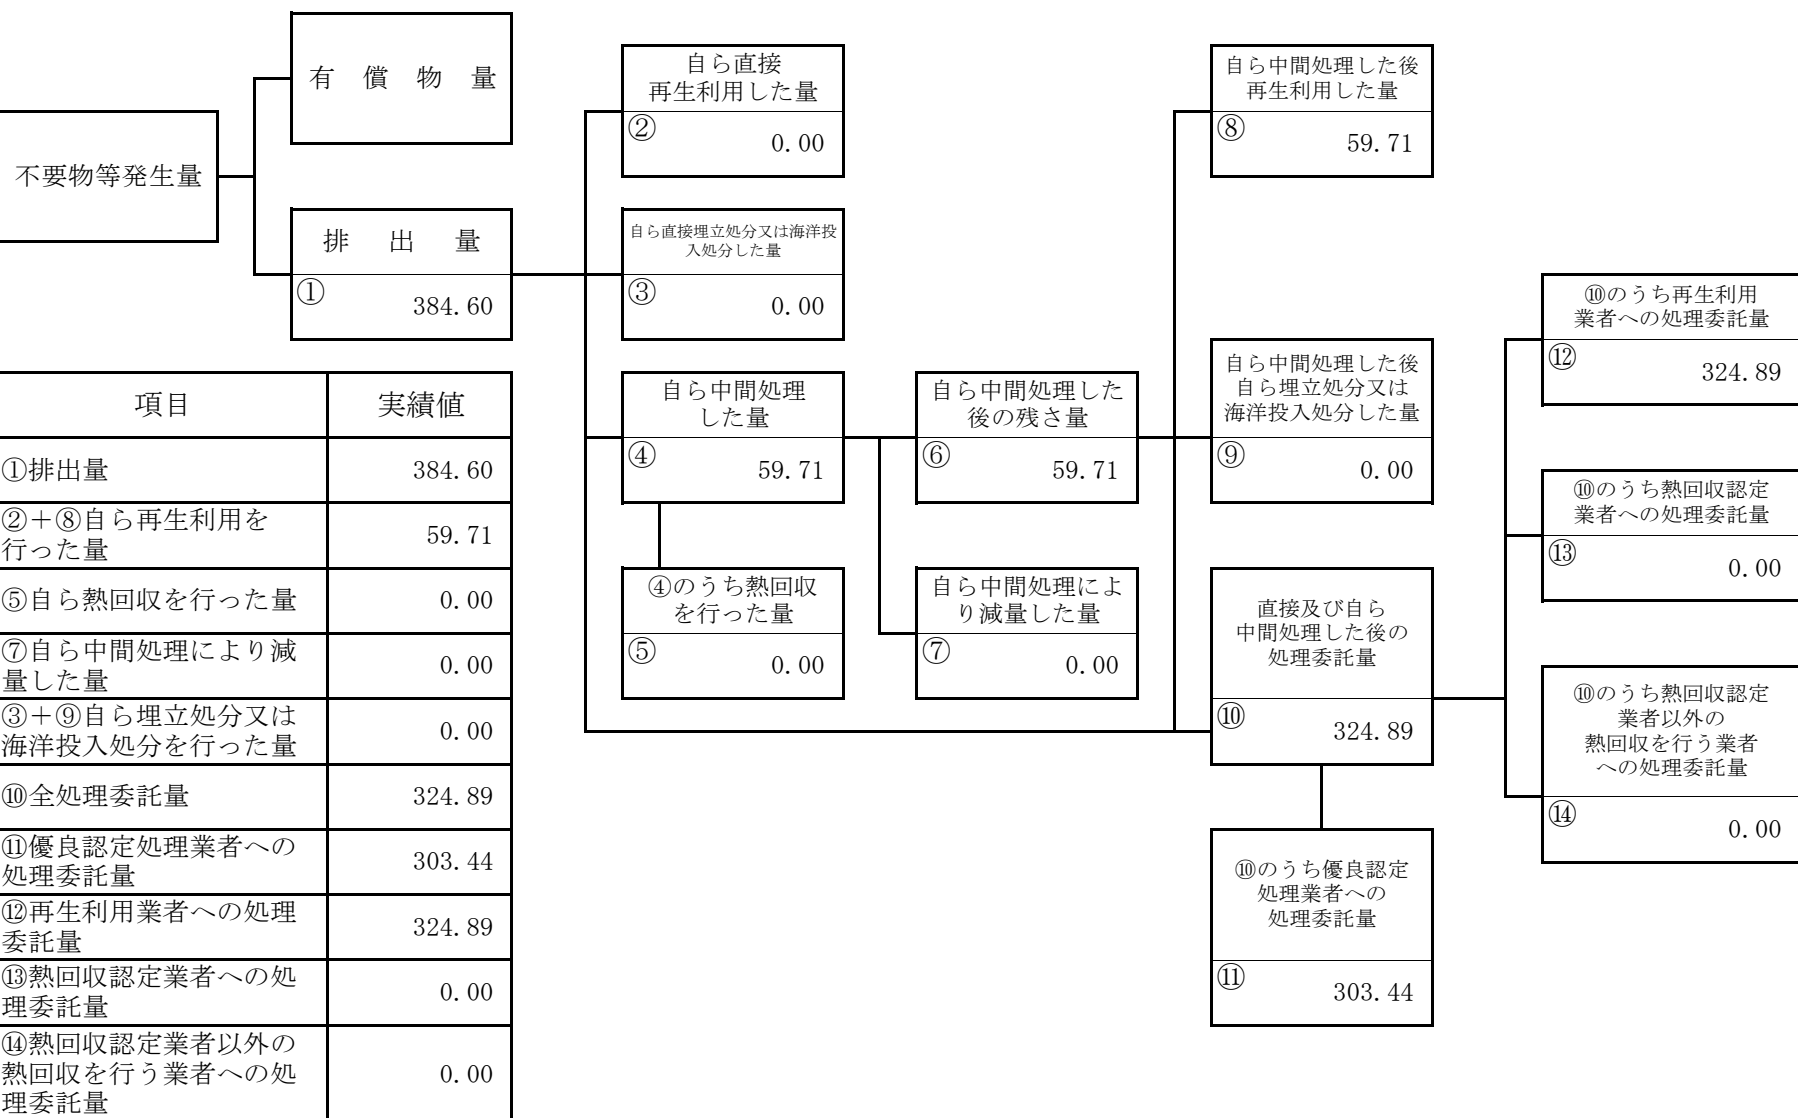 有 償 物 量
不要物等発生量
排 出 量
①
384.60
自ら直接
再生利用した量
②
0.00
自ら直接埋立処分又は海洋投
入処分した量
③
0.00
自ら中間処理
した量
④
59.71
④のうち熱回収
を行った量
⑤
0.00
自ら中間処理した
後の残さ量
⑥
59.71
自ら中間処理によ
り減量した量
⑦
0.00
自ら中間処理した後
再生利用した量
⑧
59.71
自ら中間処理した後
自ら埋立処分又は
海洋投入処分した量
⑨
0.00
直接及び自ら
中間処理した後の
処理委託量
⑩
324.89
⑩のうち優良認定
処理業者への
処理委託量
⑪
303.44
⑩のうち再生利用
業者への処理委託量
⑫
324.89
⑩のうち熱回収認定
業者への処理委託量
⑬
0.00
⑩のうち熱回収認定
業者以外の
熱回収を行う業者
への処理委託量
⑭
0.00
項目 実績値
①排出量 384.60
②＋⑧自ら再生利用を
行った量
59.71
⑤自ら熱回収を行った量 0.00
⑦自ら中間処理により減
量した量
0.00
③＋⑨自ら埋立処分又は
海洋投入処分を行った量
0.00
⑩全処理委託量 324.89
⑪優良認定処理業者への
処理委託量
303.44
⑫再生利用業者への処理
委託量
324.89
⑬熱回収認定業者への処
理委託量
0.00
⑭熱回収認定業者以外の
熱回収を行う業者への処
理委託量
0.00